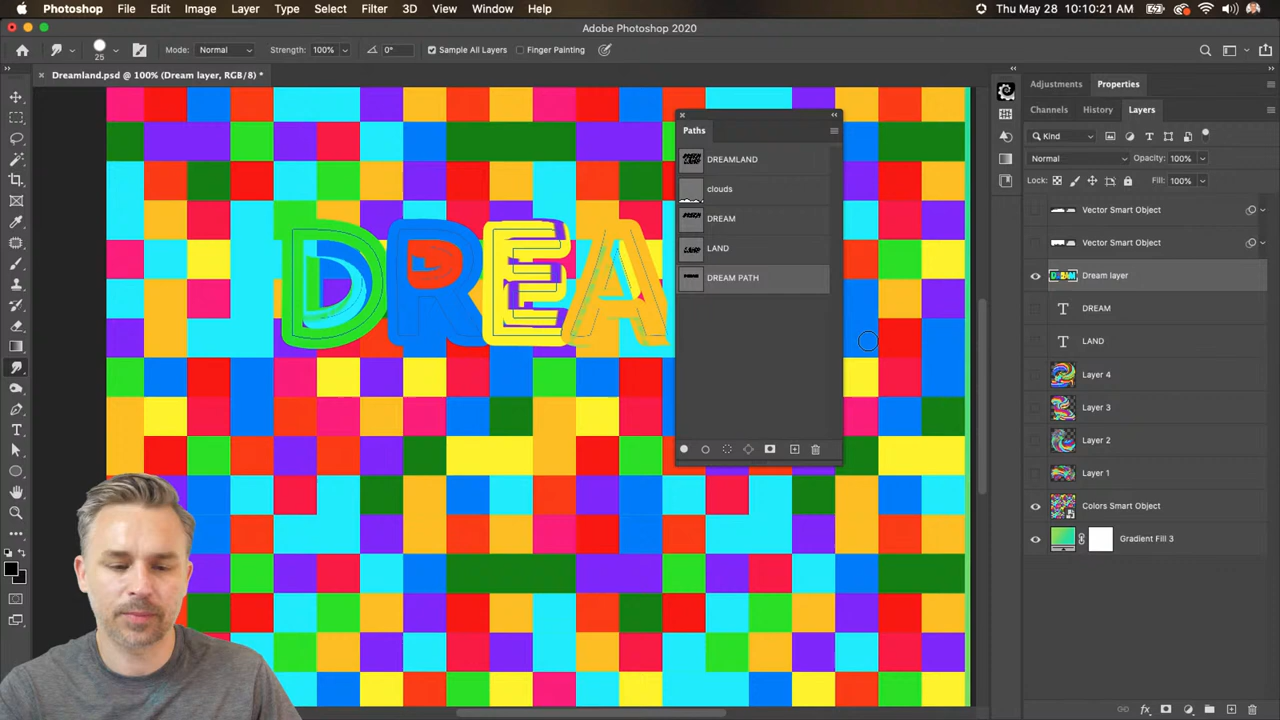 Photoshop File Edit Image Layer Type Select Filter 3D View Window Help Thu May 28 10:10:21 AM
Adobe Photoshop 2020
25 Mode: Normal Strength: 100% 0° Sample All Layers Finger Painting
Dreamland.psd @ 100% (Dream layer, RGB/8) *
Adjustments Properties
Channels History Layers
Kind
Normal Opacity: 100%
Lock: Fill: 100%
Vector Smart Object
Vector Smart Object
Dream layer
DREAM
LAND
Layer 4
Layer 3
Layer 2
Layer 1
Colors Smart Object
Gradient Fill 3
Paths
DREAMLAND
clouds
DREAM
LAND
DREAM PATH
DREA